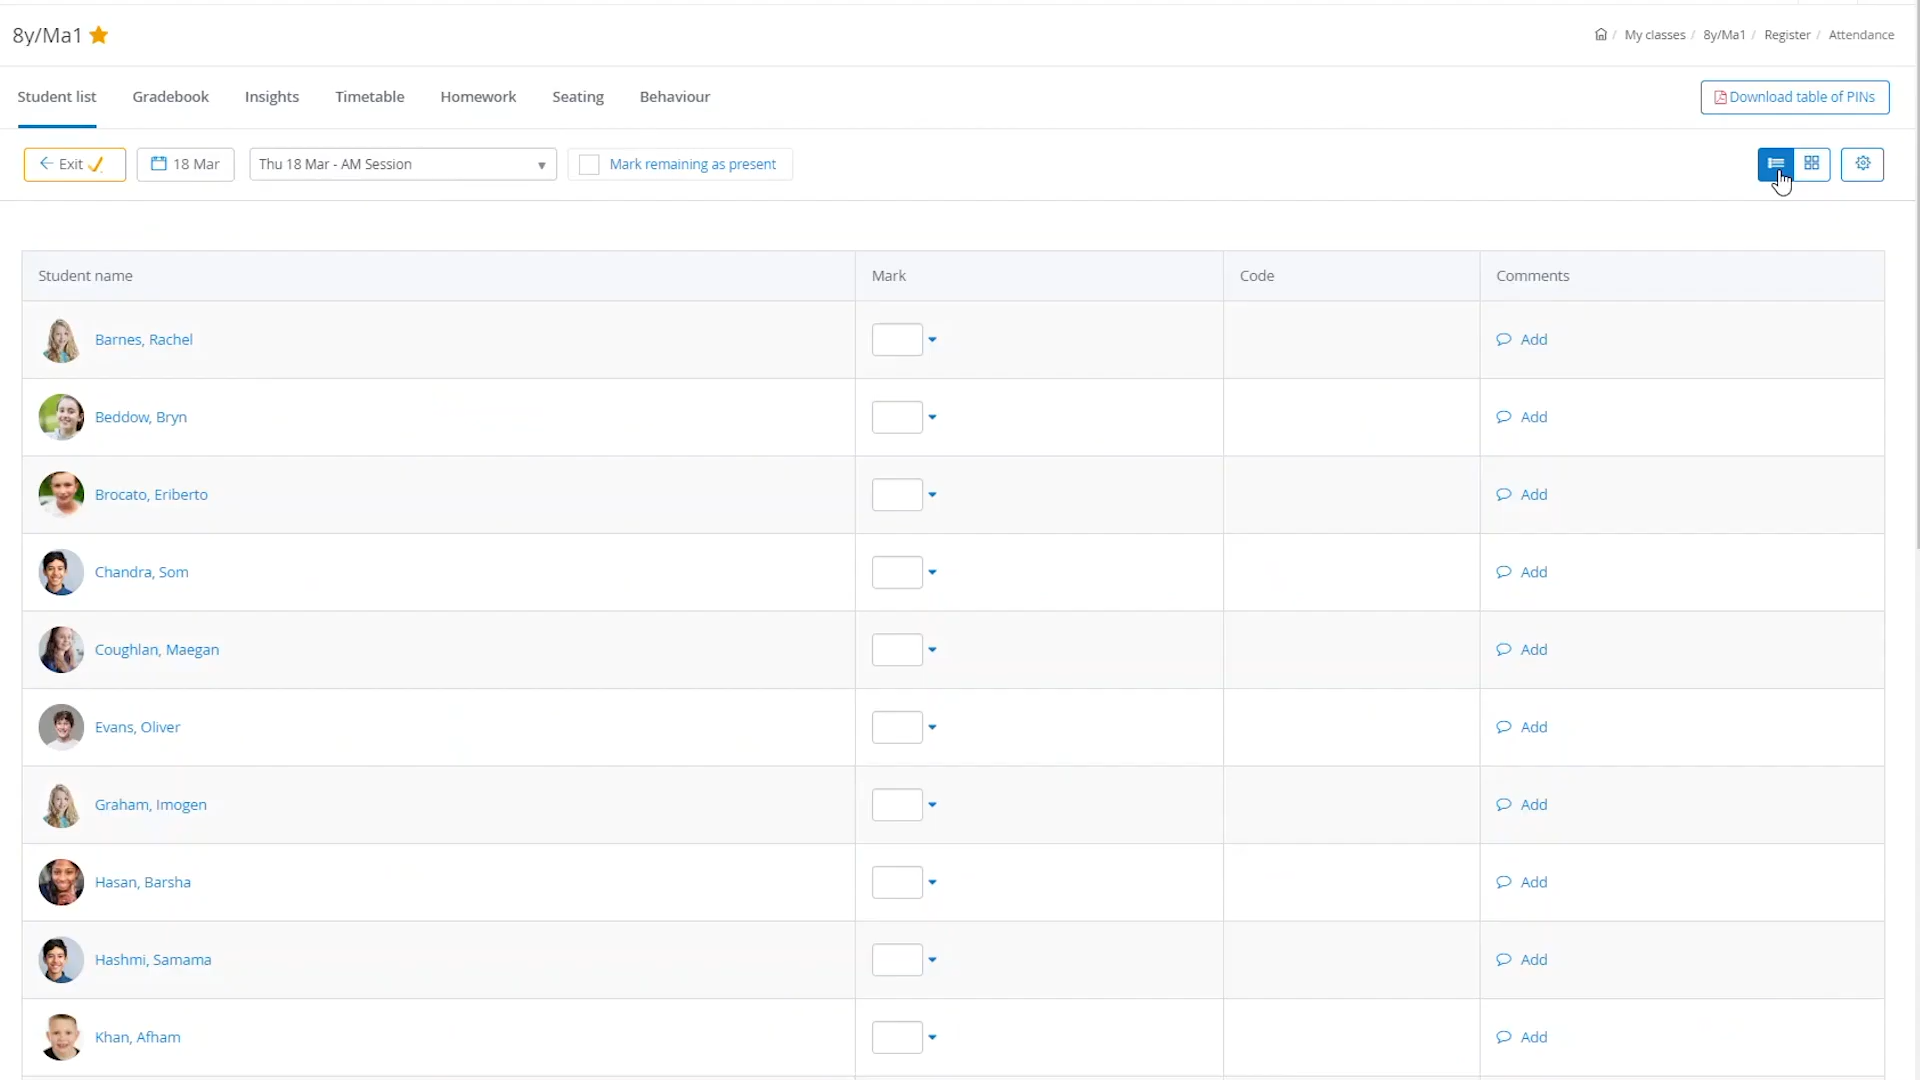 8y/Ma1
/ My classes / 8y/Ma1 / Register / Attendance
Student list Gradebook Insights Timetable Homework Seating Behaviour Download table of PINs
Exit 18 Mar Thu 18 Mar - AM Session Mark remaining as present
Student name Mark Code Comments
Barnes, Rachel Add
Beddow, Bryn Add
Brocato, Eriberto Add
Chandra, Som Add
Coughlan, Maegan Add
Evans, Oliver Add
Graham, Imogen Add
Hasan, Barsha Add
Hashmi, Samama Add
Khan, Afham Add